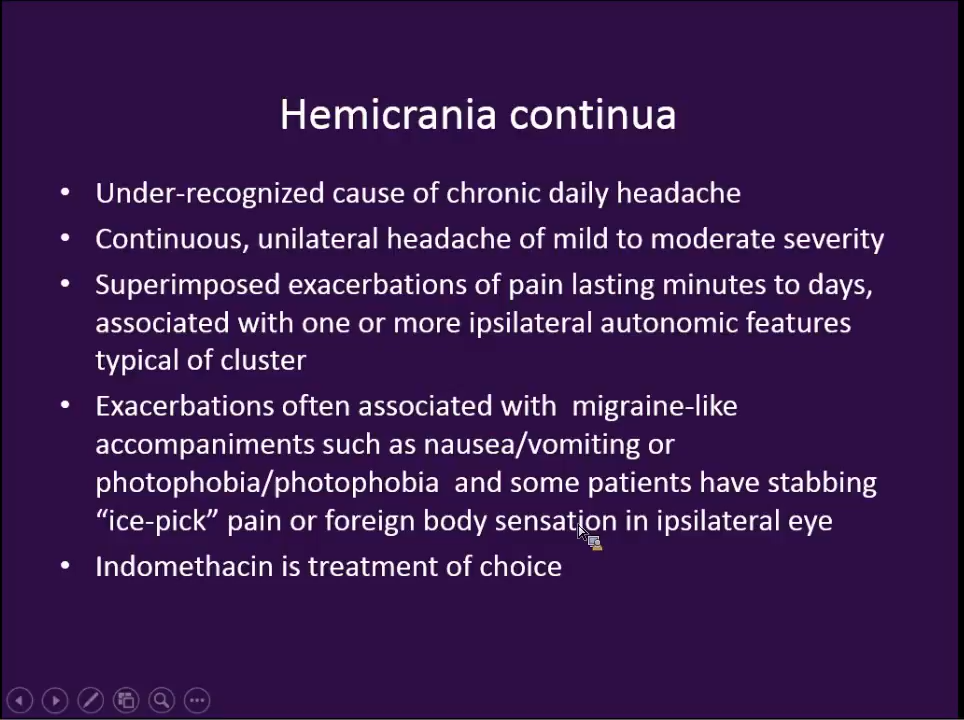 Hemicrania continua
• Under-recognized cause of chronic daily headache
• Continuous, unilateral headache of mild to moderate severity
• Superimposed exacerbations of pain lasting minutes to days,
associated with one or more ipsilateral autonomic features
typical of cluster
• Exacerbations often associated with  migraine-like
accompaniments such as nausea/vomiting or
photophobia/photophobia  and some patients have stabbing
“ice-pick” pain or foreign body sensation in ipsilateral eye
• Indomethacin is treatment of choice